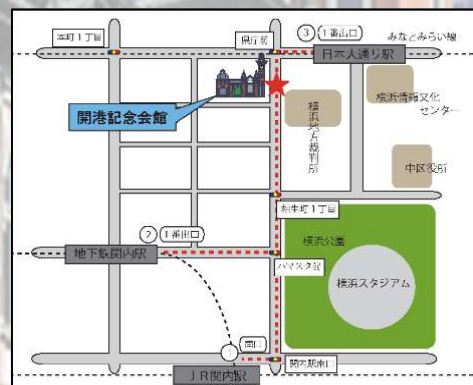 ③ 1番出口
みなとみらい線
本町1丁目
県庁前
日本大通り駅
開港記念会館
横浜地方裁判所
横浜情報文化
センター
中区役所
相生町1丁目
② 1番出口
地下鉄関内駅
横浜公園
ハマスタ前
横浜スタジアム
① 南口
関内駅南口
JR関内駅